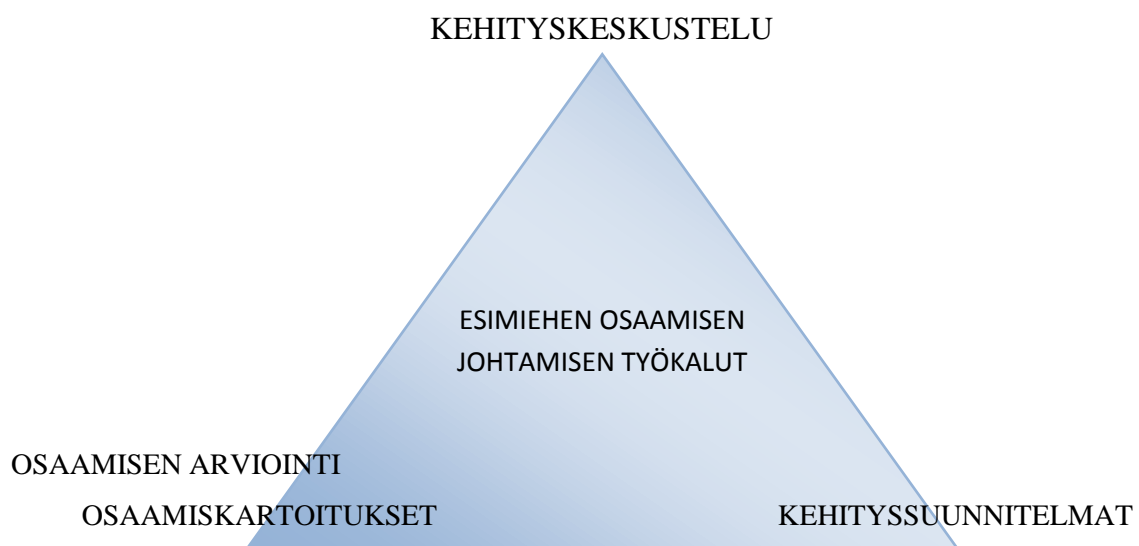 KEHITYSKESKUSTELU
ESIMIEHEN OSAAMISEN
JOHTAMISEN TYÖKALUT
OSAAMISEN ARVIOINTI
OSAAMISKARTOITUKSET
KEHITYSSUUNNITELMAT